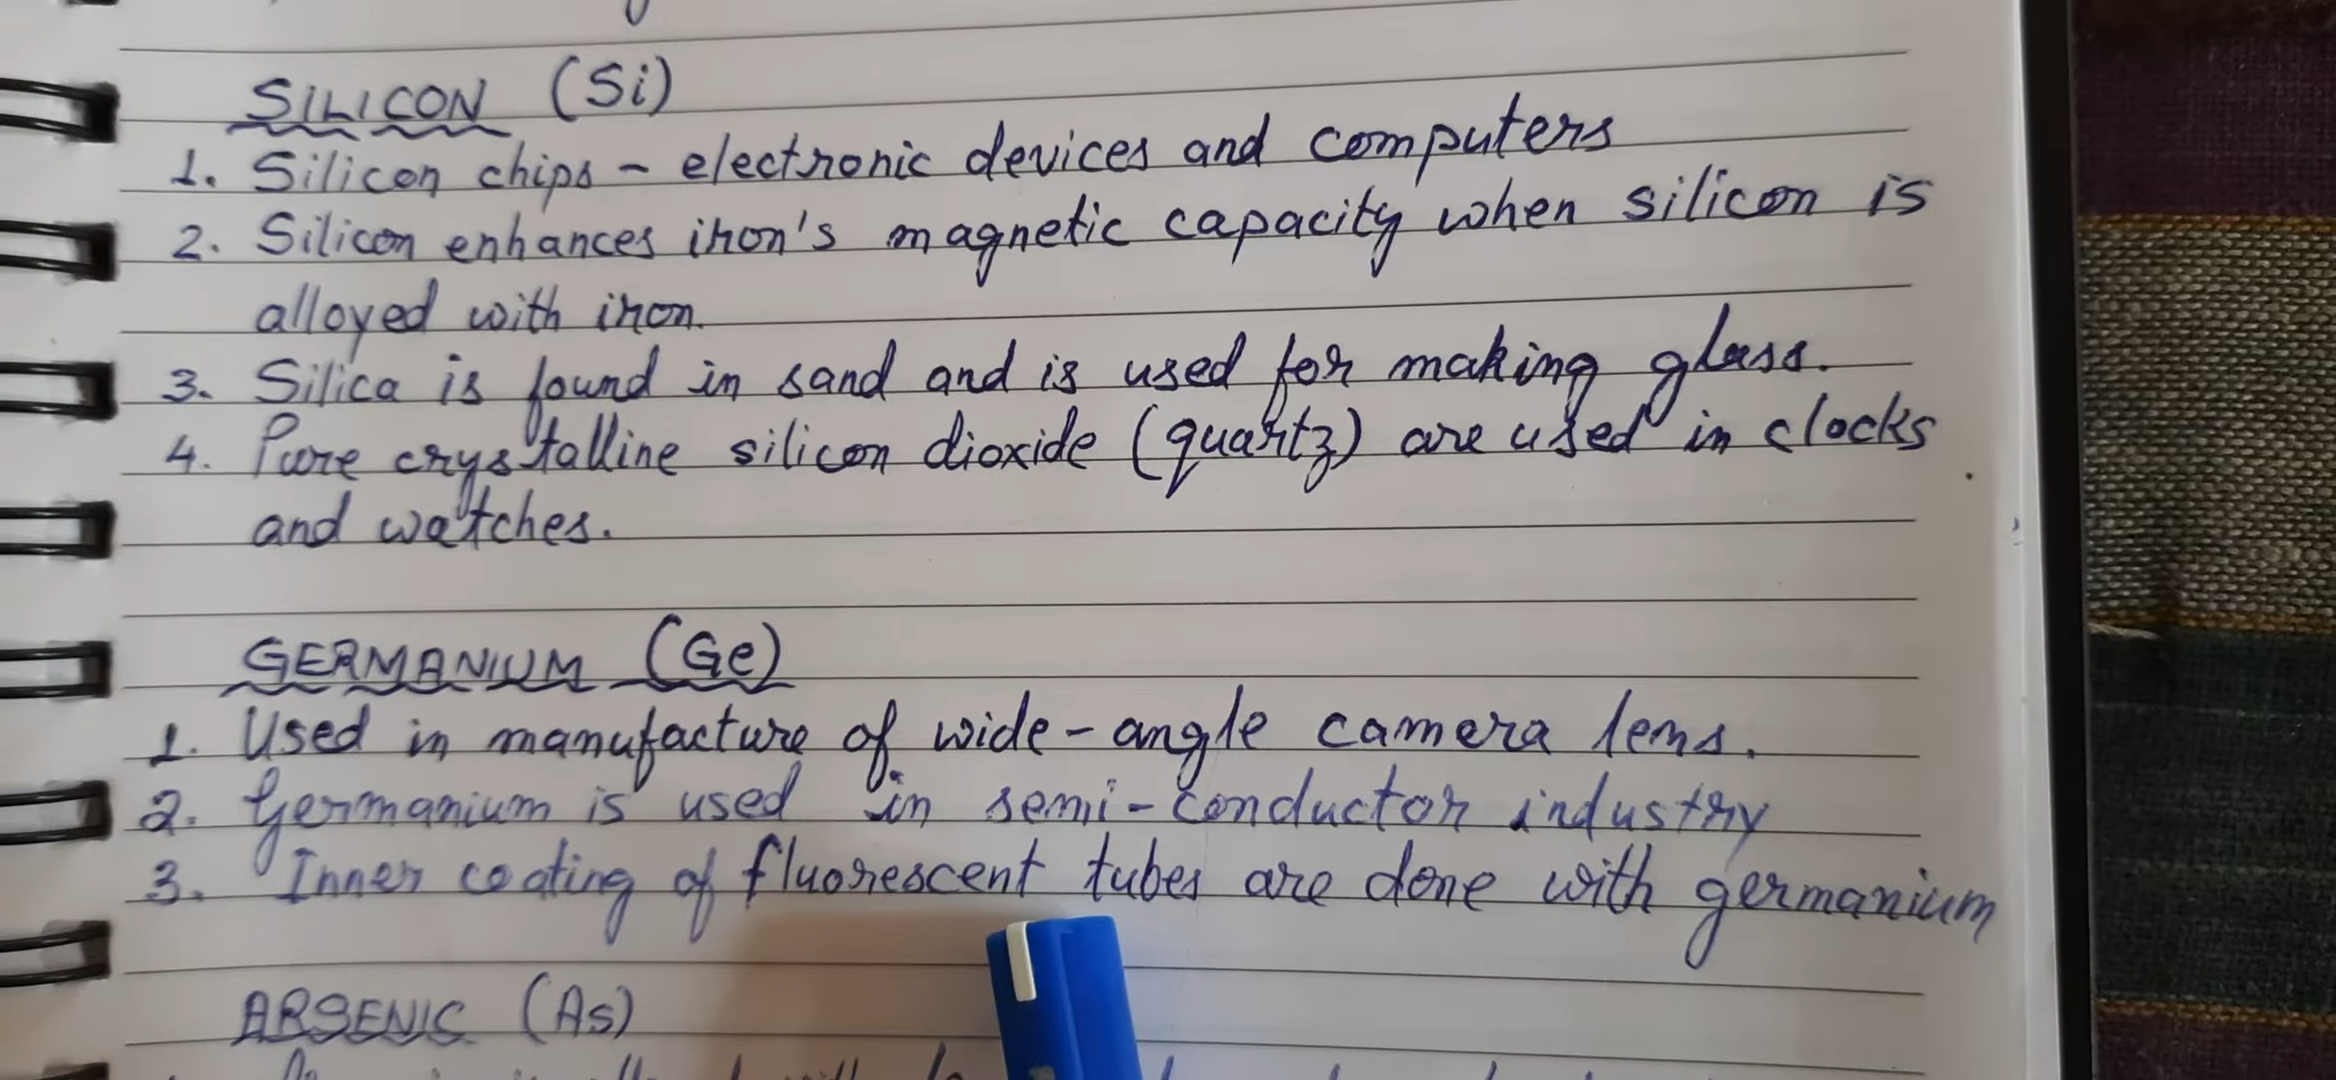 SILICON (Si)
1. Silicon chips - electronic devices and computers
2. Silicon enhances iron's magnetic capacity when silicon is
alloyed with iron.
3. Silica is found in sand and is used for making glass.
4. Pure crystalline silicon dioxide (quartz) are used in clocks
and watches.
GERMANIUM (Ge)
1. Used in manufacture of wide-angle camera lens.
2. Germanium is used in semi-conductor industry
3. Inner coating of fluorescent tubes are done with germanium
ARSENIC (As)